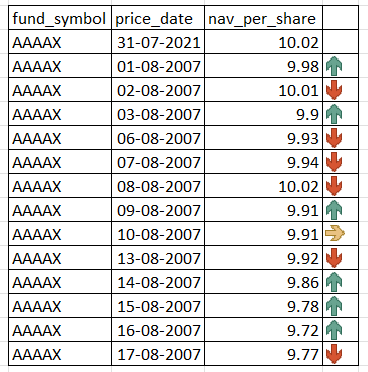 fund_symbol price_date nav_per_share
AAAAX 31-07-2021 10.02
AAAAX 01-08-2007 9.98
AAAAX 02-08-2007 10.01
AAAAX 03-08-2007 9.9
AAAAX 06-08-2007 9.93
AAAAX 07-08-2007 9.94
AAAAX 08-08-2007 10.02
AAAAX 09-08-2007 9.91
AAAAX 10-08-2007 9.91
AAAAX 13-08-2007 9.92
AAAAX 14-08-2007 9.86
AAAAX 15-08-2007 9.78
AAAAX 16-08-2007 9.72
AAAAX 17-08-2007 9.77